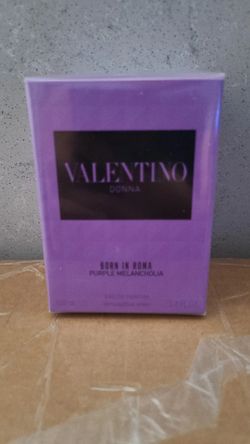 VALENTINO
DONNA
BORN IN ROMA
PURPLE MELANCHOLIA
EAU DE PARFUM